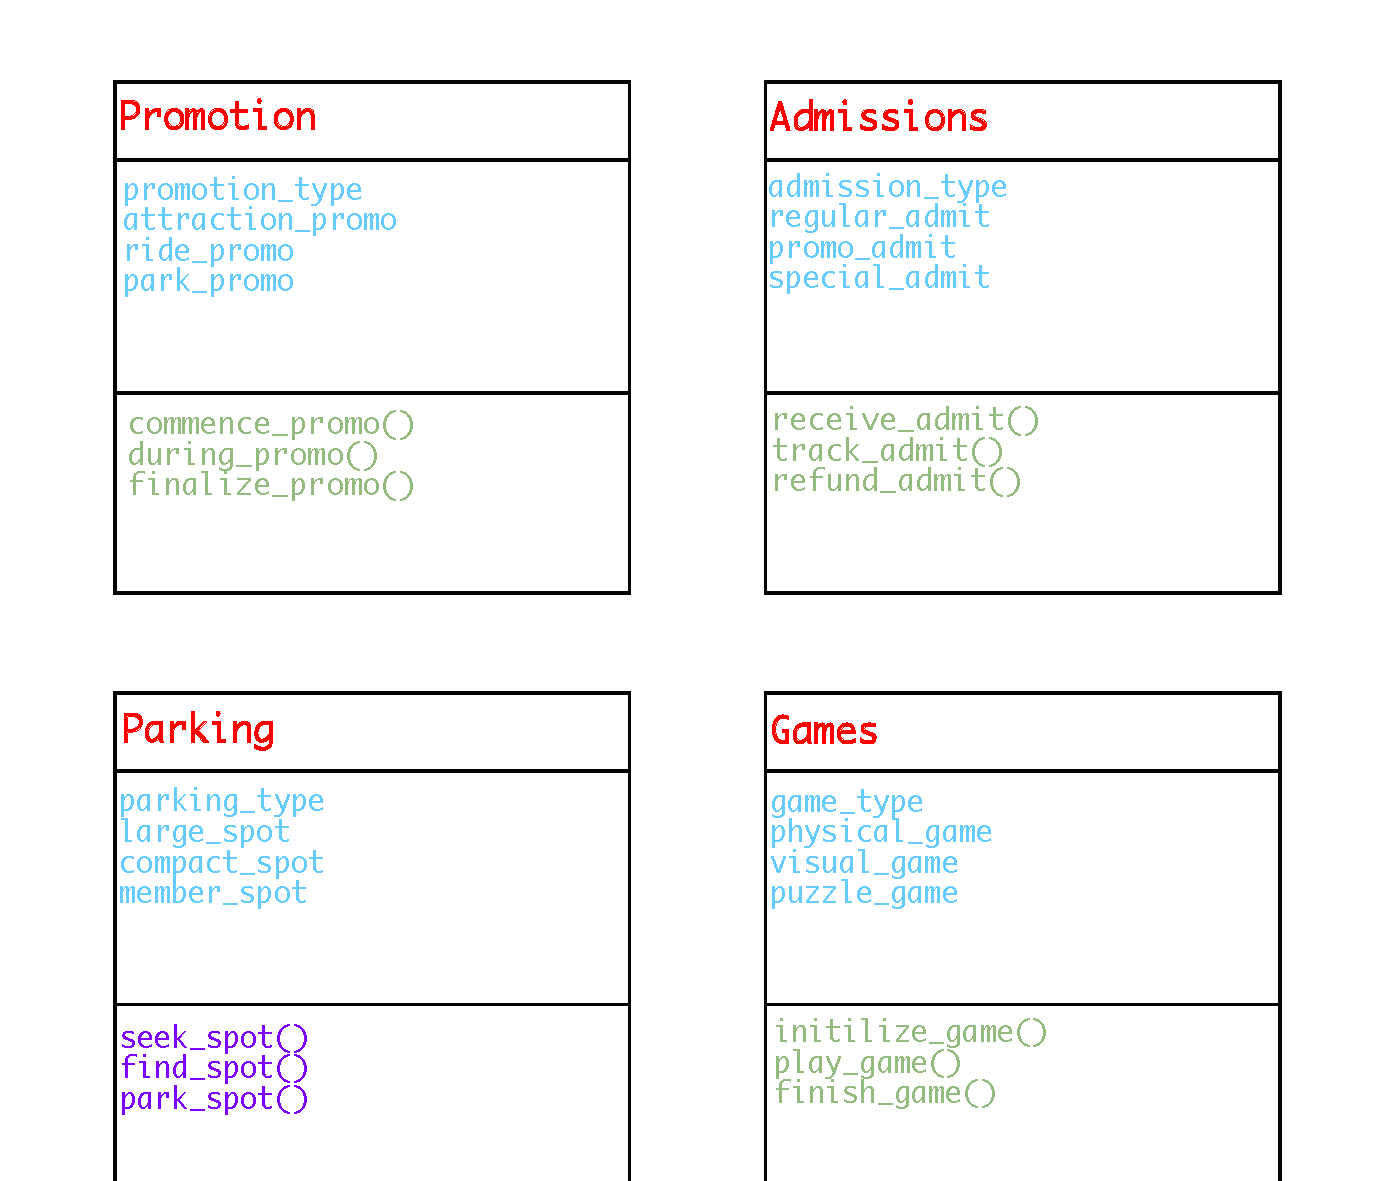 Promotion
promotion_type
attraction_promo
ride_promo
park_promo
commence_promo()
during_promo()
finalize_promo()
Admissions
admission_type
regular_admit
promo_admit
special_admit
receive_admit()
track_admit()
refund_admit()
Parking
parking_type
large_spot
compact_spot
member_spot
seek_spot()
find_spot()
park_spot()
Games
game_type
physical_game
visual_game
puzzle_game
initilize_game()
play_game()
finish_game()